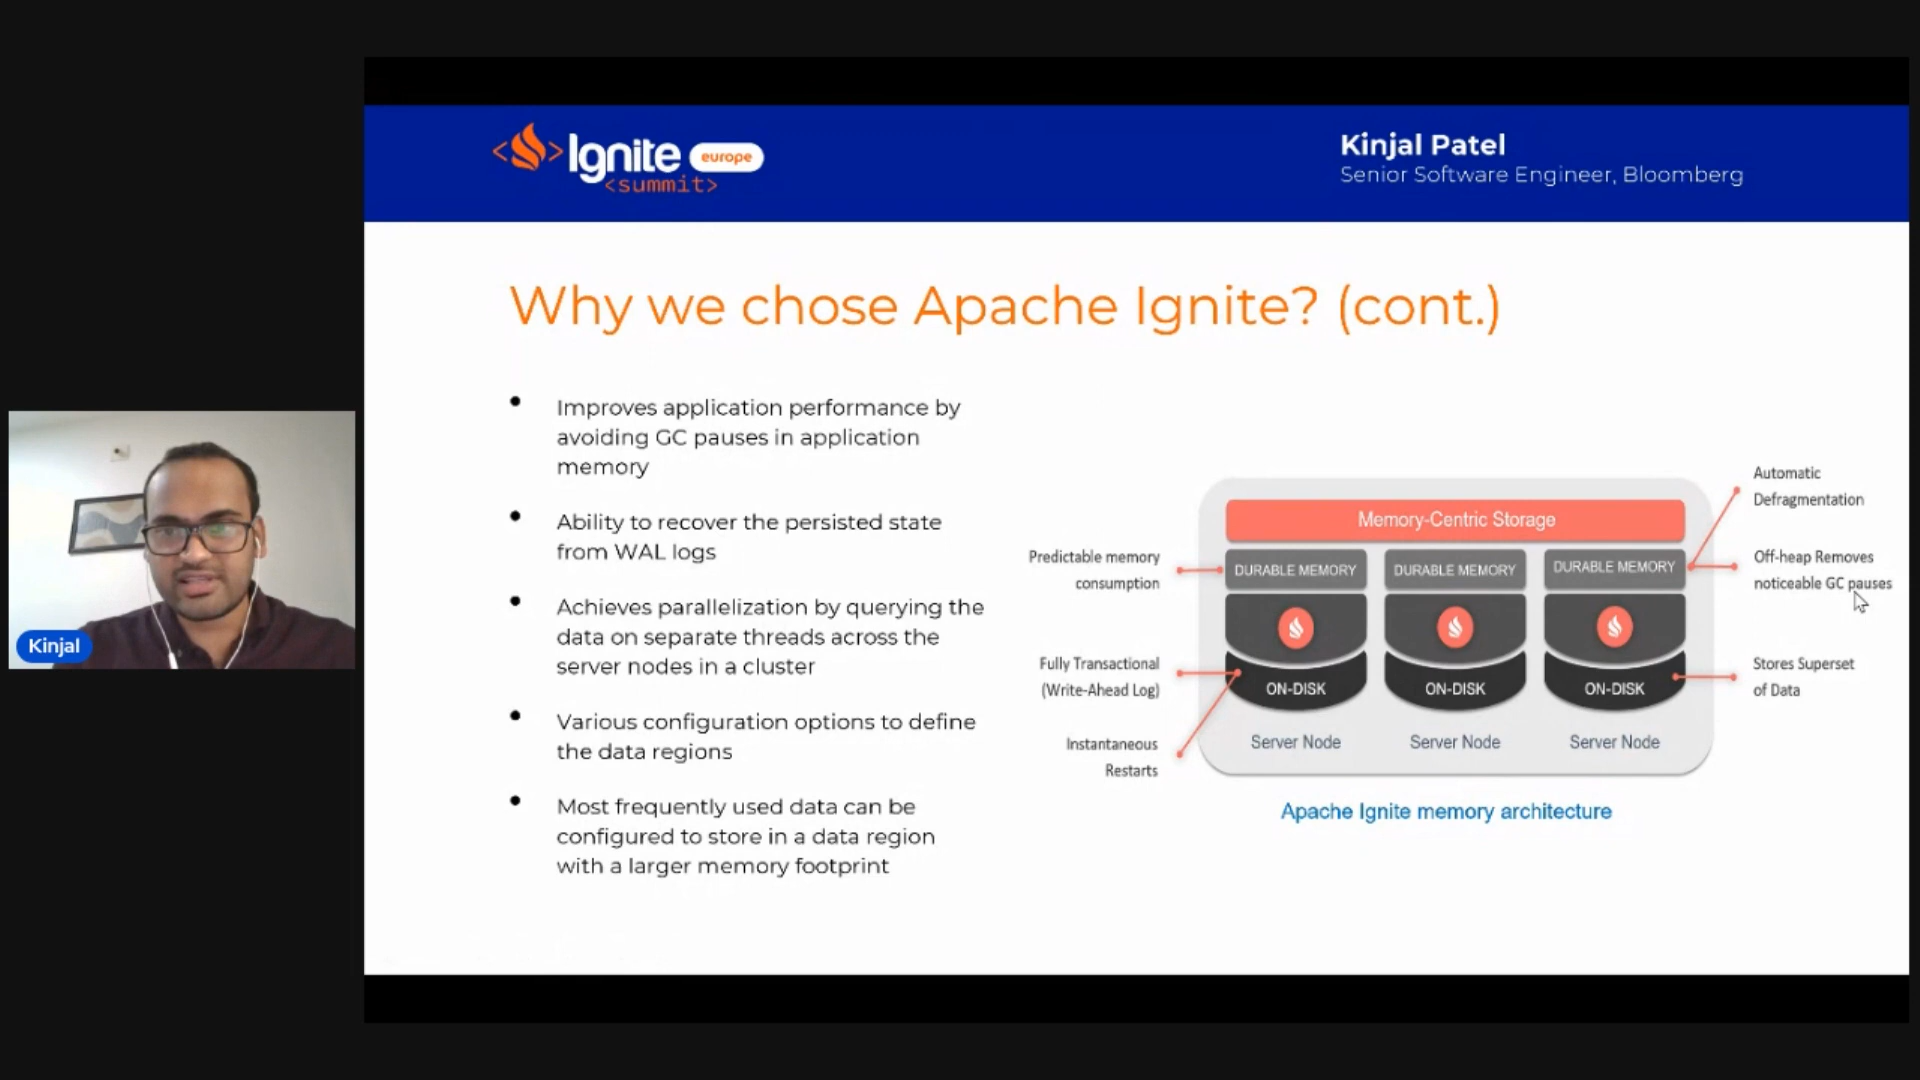 Ignite europe
<summit>
Kinjal Patel
Senior Software Engineer, Bloomberg
Why we chose Apache Ignite? (cont.)
• Improves application performance by
avoiding GC pauses in application
memory
• Ability to recover the persisted state
from WAL logs
• Achieves parallelization by querying the
data on separate threads across the
server nodes in a cluster
• Various configuration options to define
the data regions
• Most frequently used data can be
configured to store in a data region
with a larger memory footprint
Memory-Centric Storage
DURABLE MEMORY
DURABLE MEMORY
DURABLE MEMORY
ON-DISK
ON-DISK
ON-DISK
Server Node
Server Node
Server Node
Predictable memory
consumption
Fully Transactional
(Write-Ahead Log)
Instantaneous
Restarts
Automatic
Defragmentation
Off-heap Removes
noticeable GC pauses
Stores Superset
of Data
Apache Ignite memory architecture
Kinjal